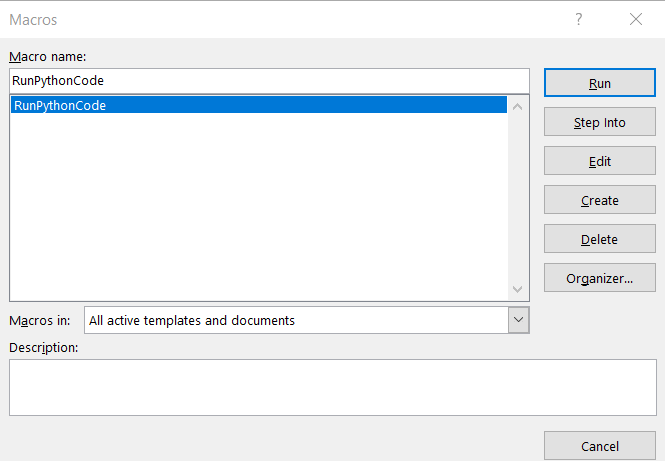 Macros
Macro name:
RunPythonCode
RunPythonCode
Run
Step Into
Edit
Create
Delete
Organizer...
Macros in: All active templates and documents
Description:
Cancel